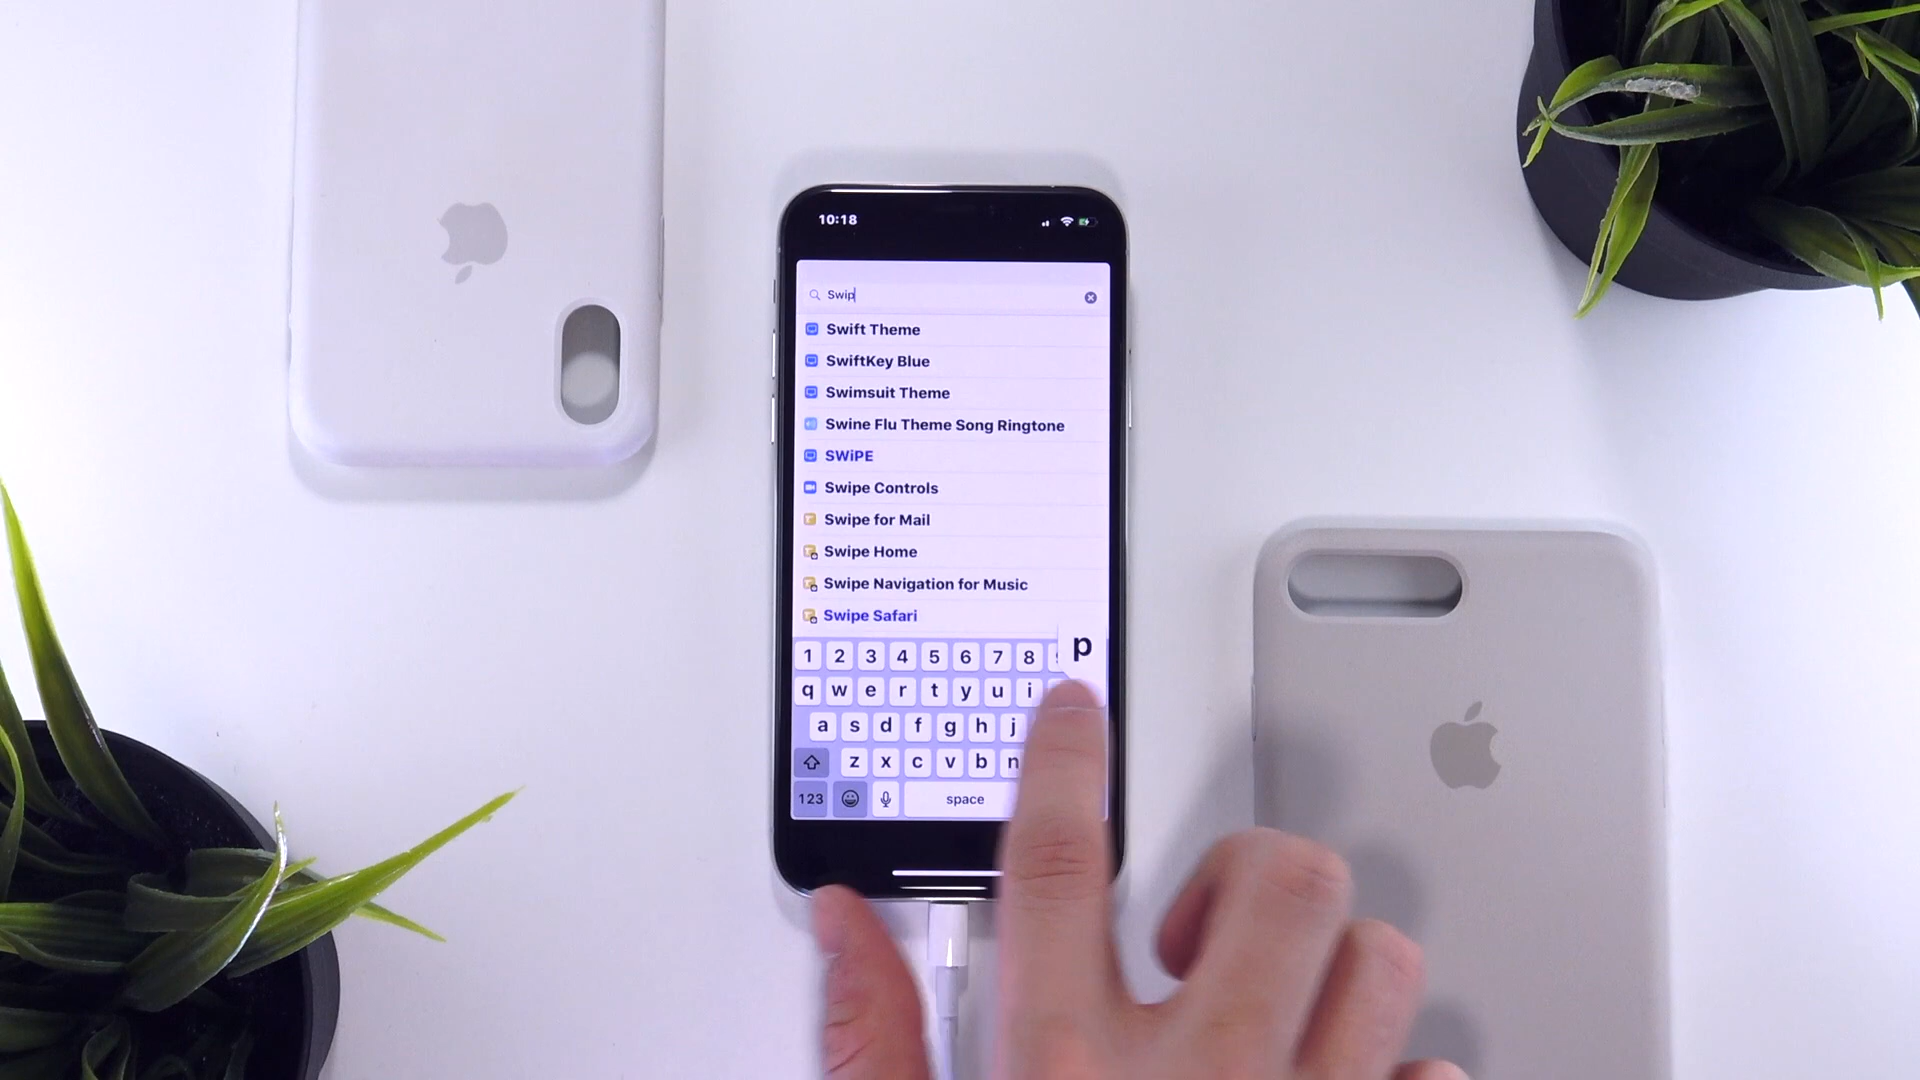 10:18
Swip
Swift Theme
SwiftKey Blue
Swimsuit Theme
Swine Flu Theme Song Ringtone
SWiPE
Swipe Controls
Swipe for Mail
Swipe Home
Swipe Navigation for Music
Swipe Safari
p
1 2 3 4 5 6 7 8
q w e r t y u i
a s d f g h j
z x c v b n
123 space